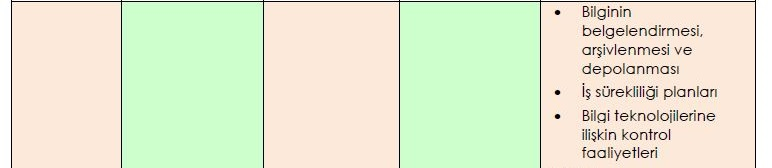 • Bilginin
belgelendirmesi,
arşivlenmesi ve
depolanması
• İş sürekliliği planları
• Bilgi teknolojilerine
ilişkin kontrol
faaliyetleri